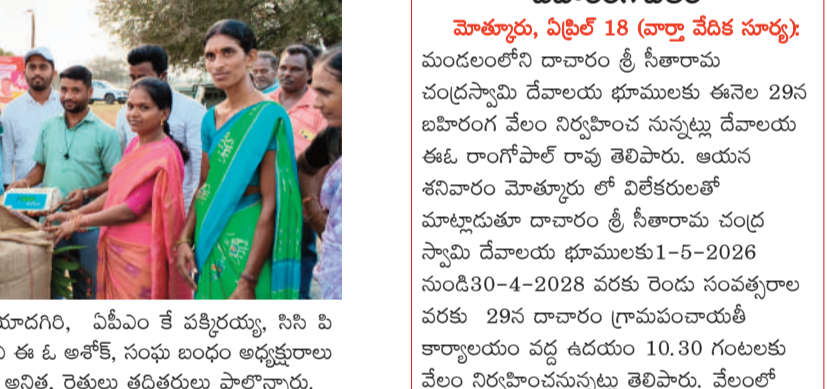 యాదగిరి, ఏపీఎం కే పక్కిరయ్య, సిసి పి
ఈ ఓ అశోక్, సంఘ బంధం అధ్యక్షురాలు
అనిత, రైతులు తదితరులు పాల్గొన్నారు.
మోత్కూరు, ఏప్రిల్ 18 (వార్తా వేదిక సూర్య):
మండలంలోని దాచారం శ్రీ సీతారామ
చంద్రస్వామి దేవాలయ భూములకు ఈనెల 29న
బహిరంగ వేలం నిర్వహించ నున్నట్లు దేవాలయ
ఈఓ రాంగోపాల్ రావు తెలిపారు. ఆయన
శనివారం మోత్కూరు లో విలేకరులతో
మాట్లాడుతూ దాచారం శ్రీ సీతారామ చంద్ర
స్వామి దేవాలయ భూములకు1-5-2026
నుండి30-4-2028 వరకు రెండు సంవత్సరాల
వరకు 29న దాచారం గ్రామపంచాయతీ
కార్యాలయం వద్ద ఉదయం 10.30 గంటలకు
వేలం నిర్వహించనున్నట్లు తెలిపారు. వేలంలో